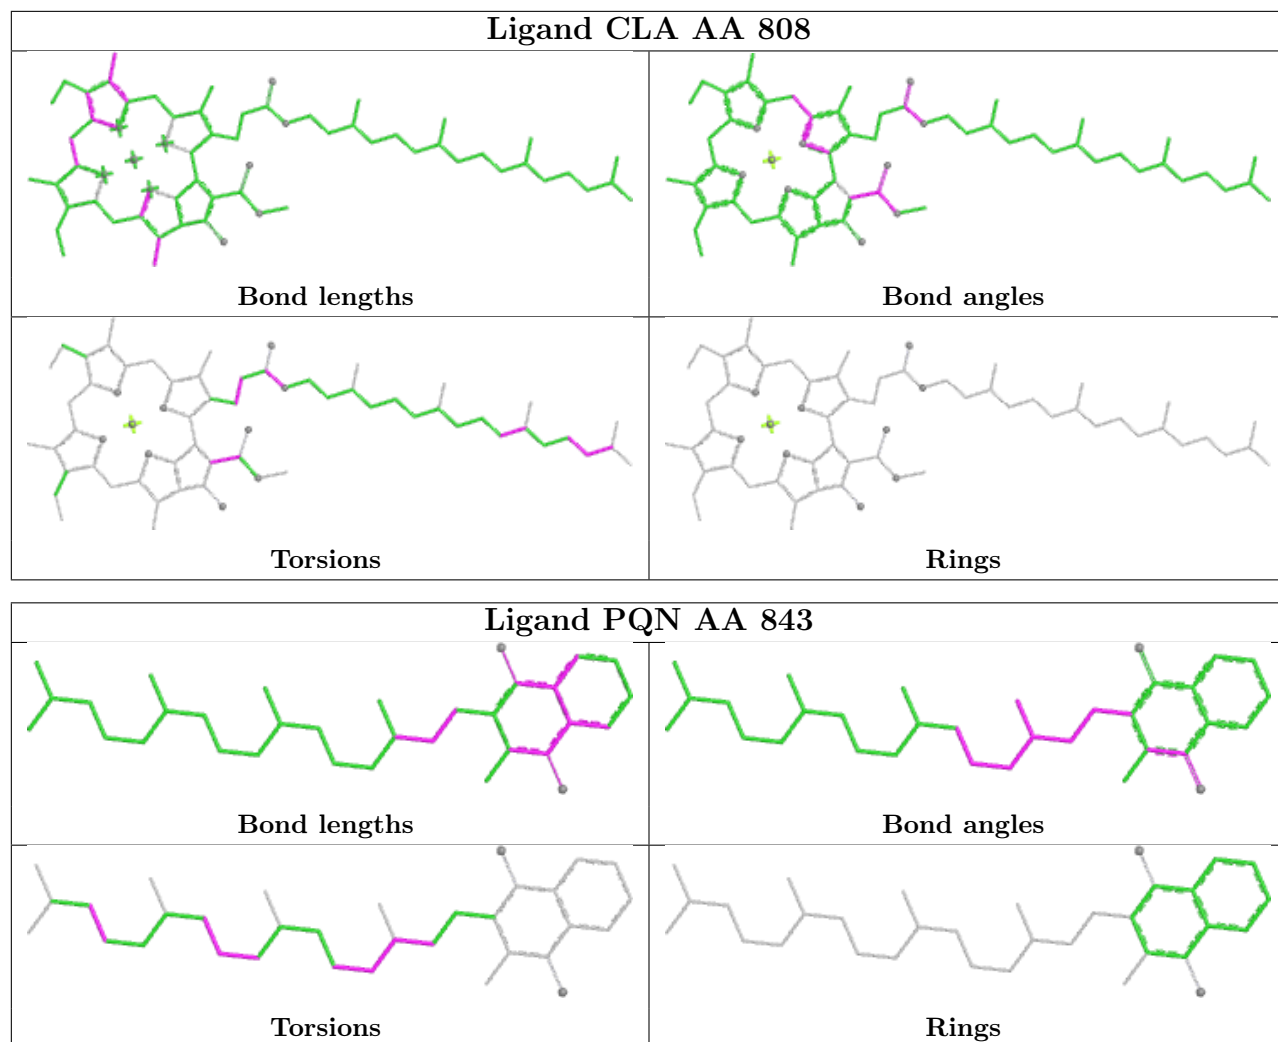 Ligand CLA AA 808
Bond lengths
Bond angles
Torsions
Rings
Ligand PQN AA 843
Bond lengths
Bond angles
Torsions
Rings